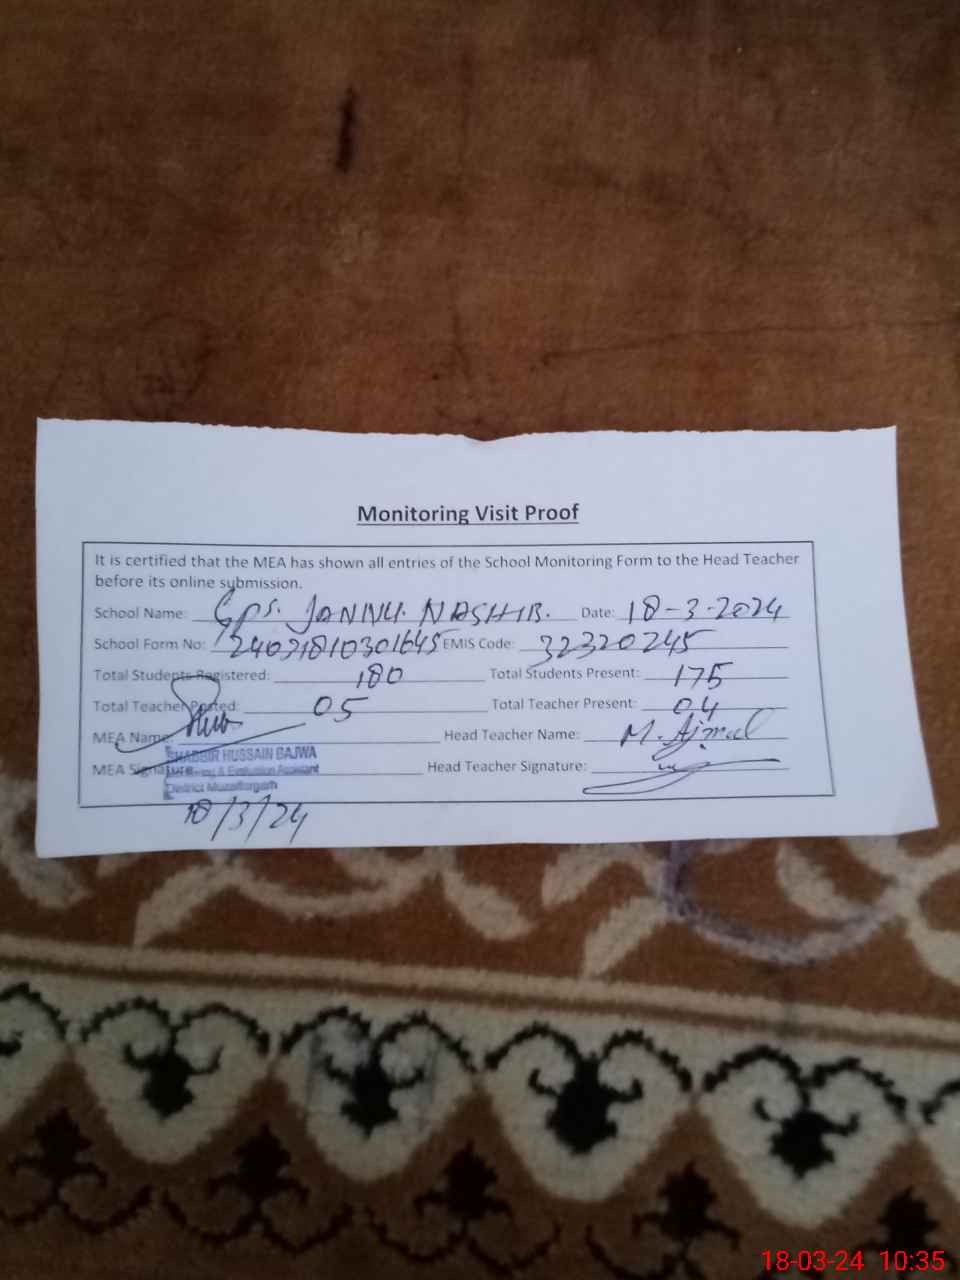 Monitoring Visit Proof
It is certified that the MEA has shown all entries of the School Monitoring Form to the Head Teacher
before its online submission.
School Name: GPS. JANNU. NASHIB. Date: 18-3-2024
School Form No: EMIS Code: 32320245
Total Students Registered: 180 Total Students Present: 175
Total Teacher Posted: 05 Total Teacher Present: 04
MEA Name: Head Teacher Name: M. Ajmal
SHABBIR HUSSAIN BAJWA
MEA Signature: Head Teacher Signature:
Monitoring & Evaluation Assistant
District Muzaffargarh
18/3/24
18-03-24 10:35